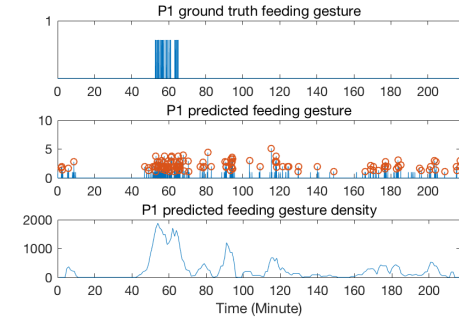 P1 ground truth feeding gesture
1
0 20 40 60 80 100 120 140 160 180 200
P1 predicted feeding gesture
10
5
0
0 20 40 60 80 100 120 140 160 180 200
P1 predicted feeding gesture density
2000
1000
0
0 20 40 60 80 100 120 140 160 180 200
Time (Minute)